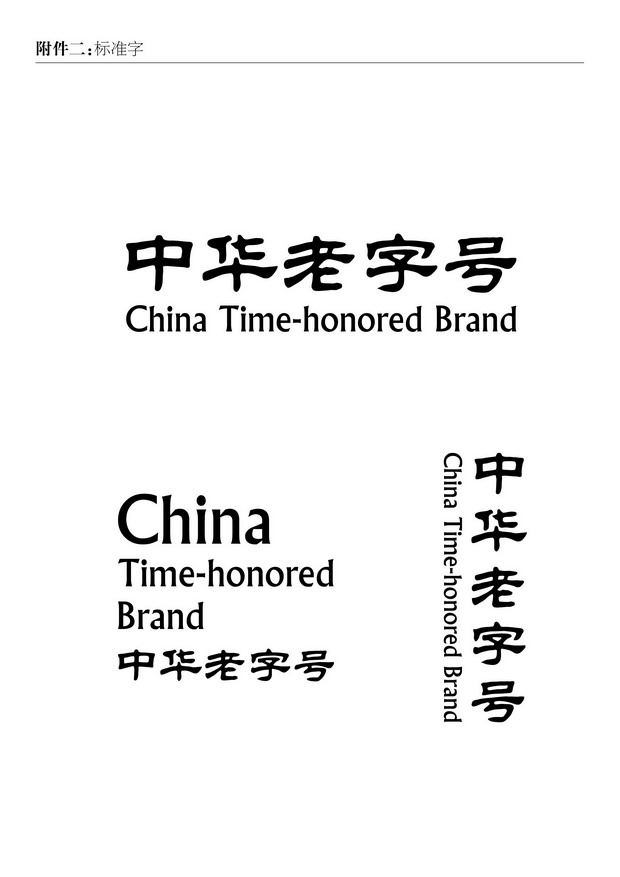 附件二:标准字
中华老字号
China Time-honored Brand
China
Time-honored
Brand
中华老字号
中华老字号
China Time-honored Brand